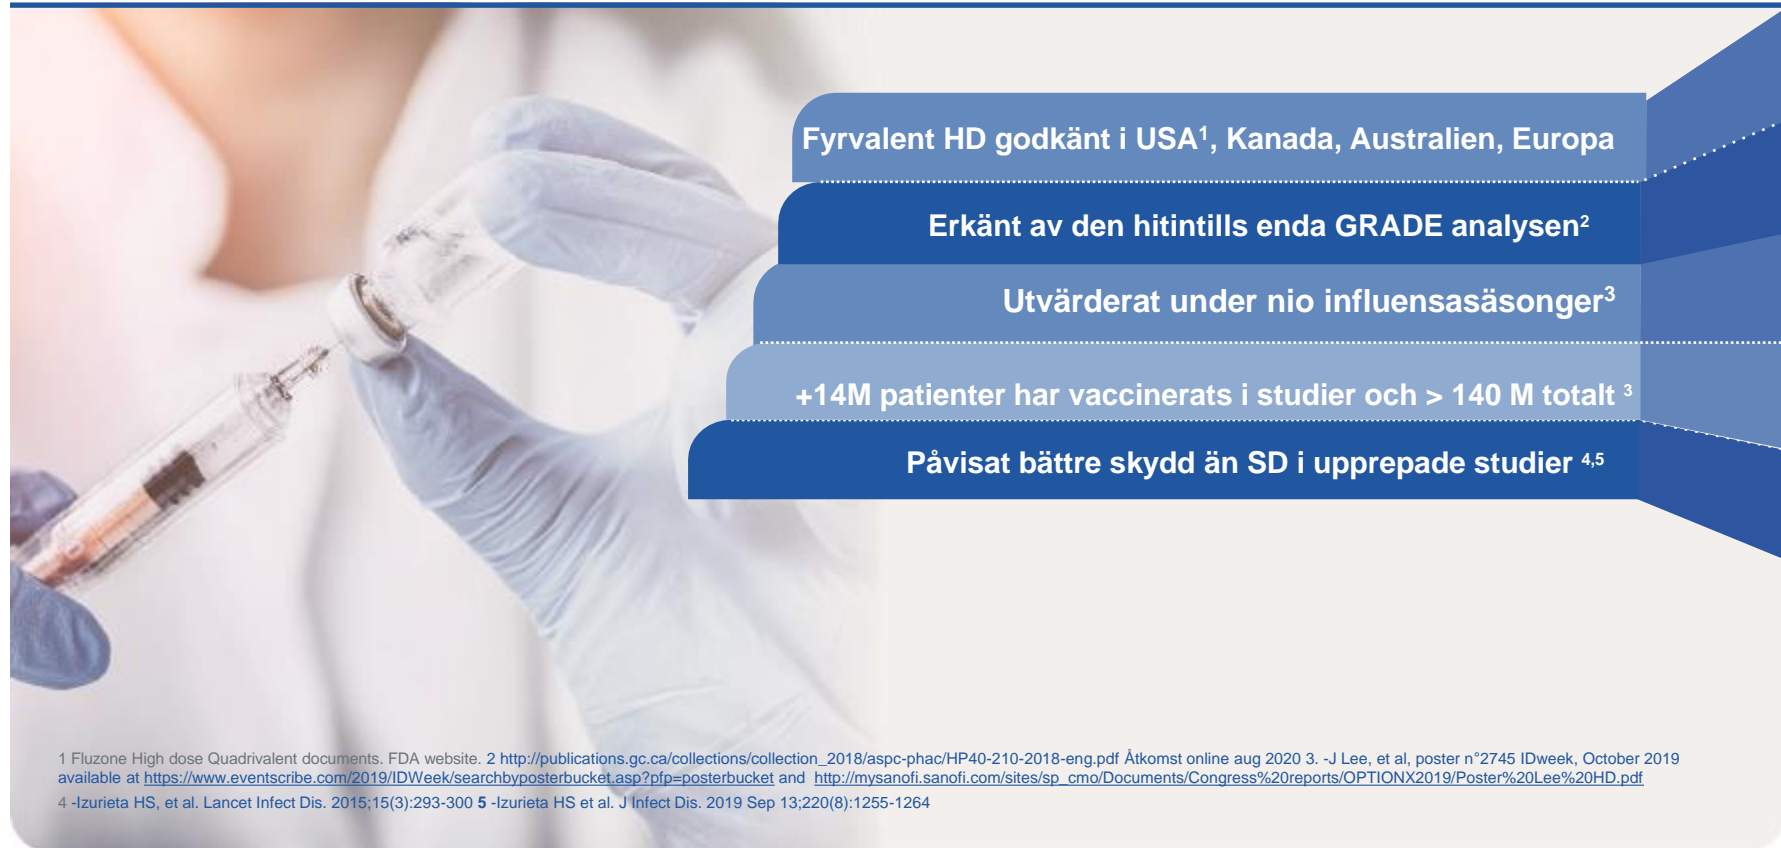 Fyrvalent HD godkänt i USA¹, Kanada, Australien, Europa
Erkänt av den hitintills enda GRADE analysen²
Utvärderat under nio influensasäsonger³
+14M patienter har vaccinerats i studier och > 140 M totalt ³
Påvisat bättre skydd än SD i upprepade studier ⁴,⁵
1 Fluzone High dose Quadrivalent documents. FDA website. 2 http://publications.gc.ca/collections/collection_2018/aspc-phac/HP40-210-2018-eng.pdf Åtkomst online aug 2020 3. -J Lee, et al, poster n°2745 IDweek, October 2019
available at https://www.eventscribe.com/2019/IDWeek/searchbyposterbucket.asp?pfp=posterbucket and http://mysanofi.sanofi.com/sites/sp_cmo/Documents/Congress%20reports/OPTIONX2019/Poster%20Lee%20HD.pdf
4 -Izurieta HS, et al. Lancet Infect Dis. 2015;15(3):293-300 5 -Izurieta HS et al. J Infect Dis. 2019 Sep 13;220(8):1255-1264